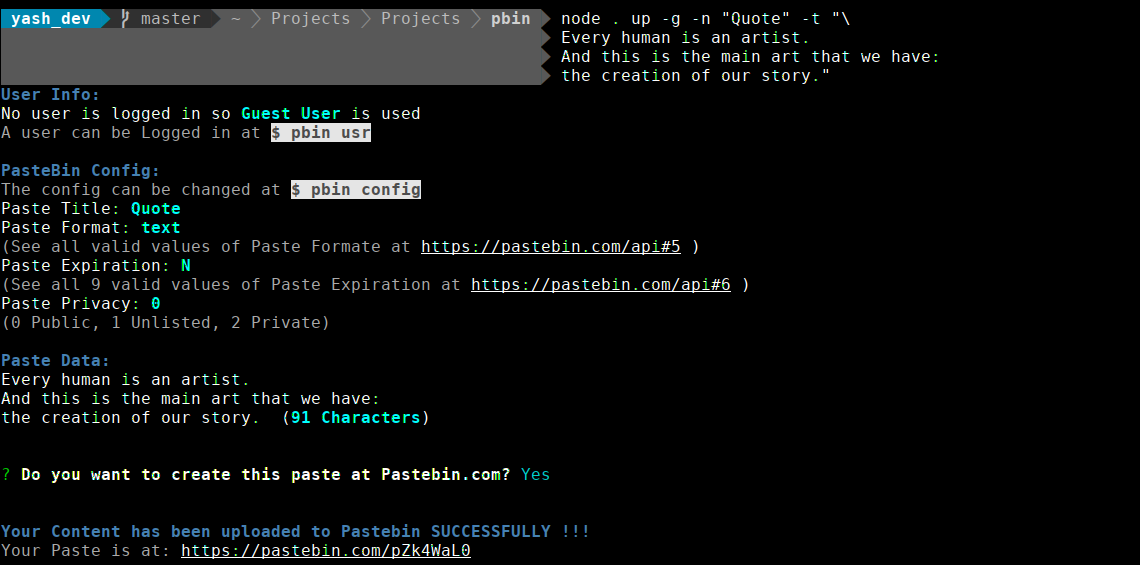 yash_dev master ~ Projects Projects pbin node . up -g -n "Quote" -t "\
Every human is an artist.
And this is the main art that we have:
the creation of our story."
User Info:
No user is logged in so Guest User is used
A user can be Logged in at $ pbin usr
PasteBin Config:
The config can be changed at $ pbin config
Paste Title: Quote
Paste Format: text
(See all valid values of Paste Formate at https://pastebin.com/api#5 )
Paste Expiration: N
(See all 9 valid values of Paste Expiration at https://pastebin.com/api#6 )
Paste Privacy: 0
(0 Public, 1 Unlisted, 2 Private)
Paste Data:
Every human is an artist.
And this is the main art that we have:
the creation of our story.  (91 Characters)
? Do you want to create this paste at Pastebin.com? Yes
Your Content has been uploaded to Pastebin SUCCESSFULLY !!!
Your Paste is at: https://pastebin.com/pZk4WaL0